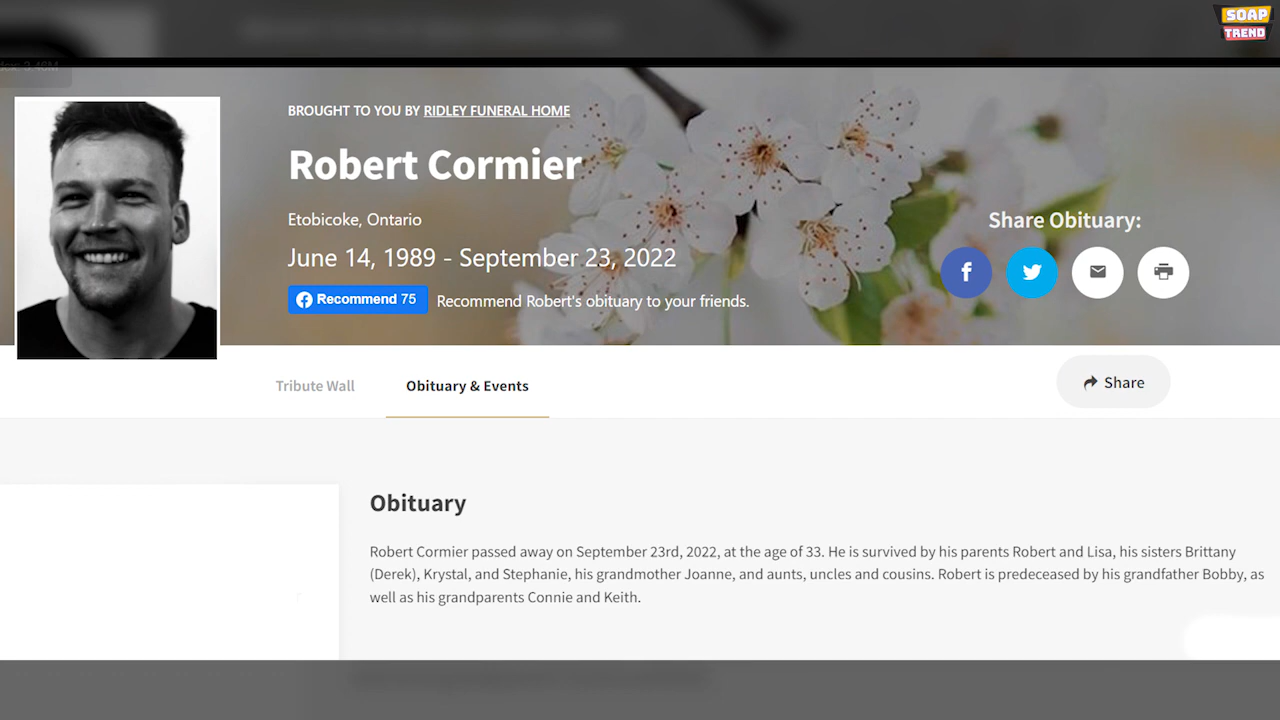 SOAP
TREND
BROUGHT TO YOU BY RIDLEY FUNERAL HOME
Robert Cormier
Etobicoke, Ontario
Share Obituary:
June 14, 1989 - September 23, 2022
Recommend 75
Recommend Robert's obituary to your friends.
Tribute Wall
Obituary & Events
Share
Obituary
Robert Cormier passed away on September 23rd, 2022, at the age of 33. He is survived by his parents Robert and Lisa, his sisters Brittany
(Derek), Krystal, and Stephanie, his grandmother Joanne, and aunts, uncles and cousins. Robert is predeceased by his grandfather Bobby, as
well as his grandparents Connie and Keith.